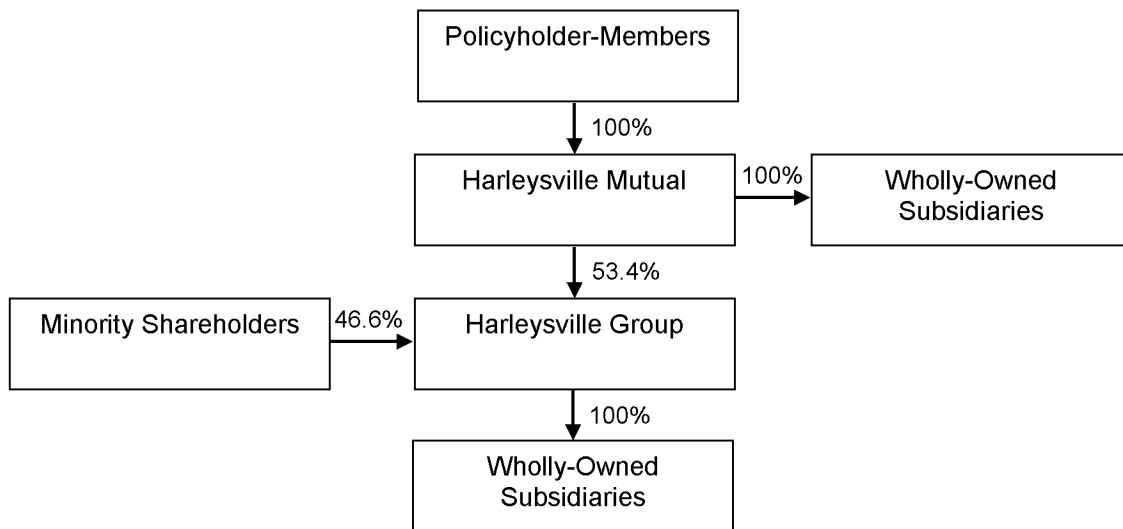 Policyholder-Members
100%
Harleysville Mutual
100%
Wholly-Owned
Subsidiaries
53.4%
Minority Shareholders
46.6%
Harleysville Group
100%
Wholly-Owned
Subsidiaries